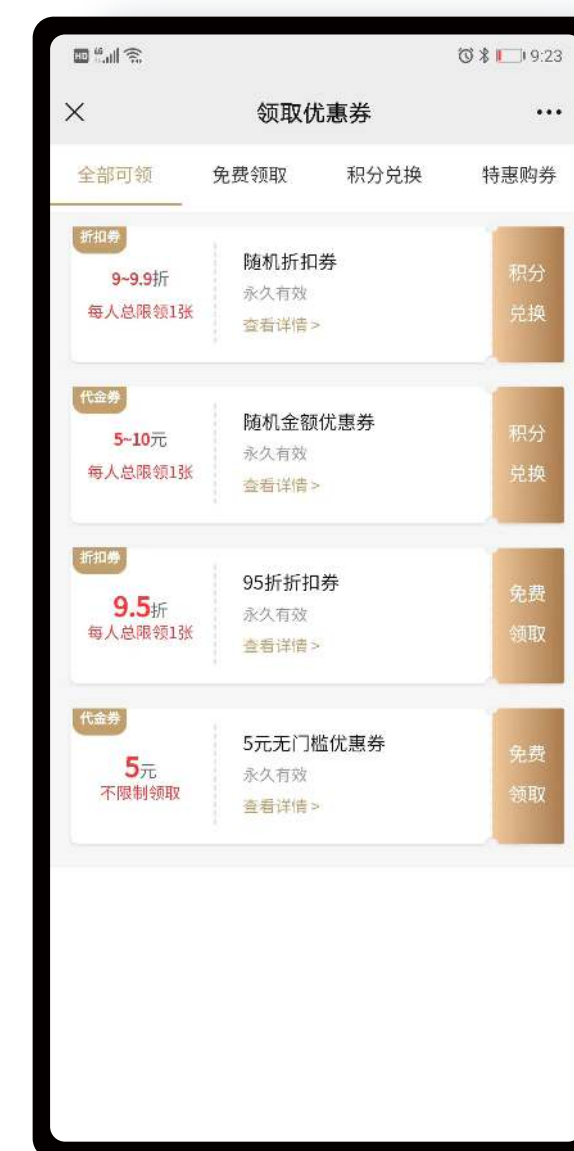 HD 4G 9:23
领取优惠券
全部可领 免费领取 积分兑换 特惠购券
折扣券
9~9.9折
每人总限领1张
随机折扣券
永久有效
查看详情 >
积分
兑换
代金券
5~10元
每人总限领1张
随机金额优惠券
永久有效
查看详情 >
积分
兑换
折扣券
9.5折
每人总限领1张
95折折扣券
永久有效
查看详情 >
免费
领取
代金券
5元
不限制领取
5元无门槛优惠券
永久有效
查看详情 >
免费
领取